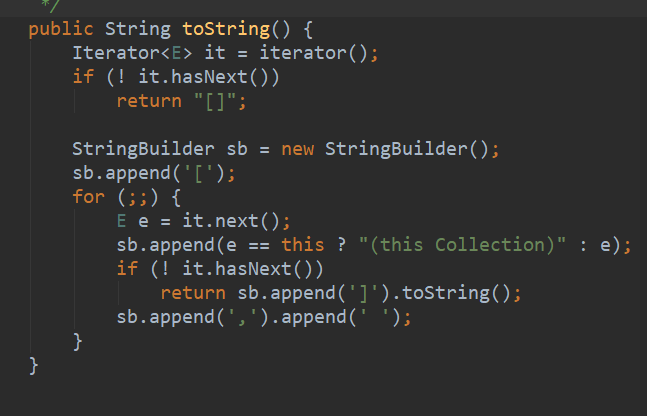 */
public String toString() {
    Iterator<E> it = iterator();
    if (! it.hasNext())
        return "[]";

    StringBuilder sb = new StringBuilder();
    sb.append('[');
    for (;;) {
        E e = it.next();
        sb.append(e == this ? "(this Collection)" : e);
        if (! it.hasNext())
            return sb.append(']').toString();
        sb.append(',').append(' ');
    }
}